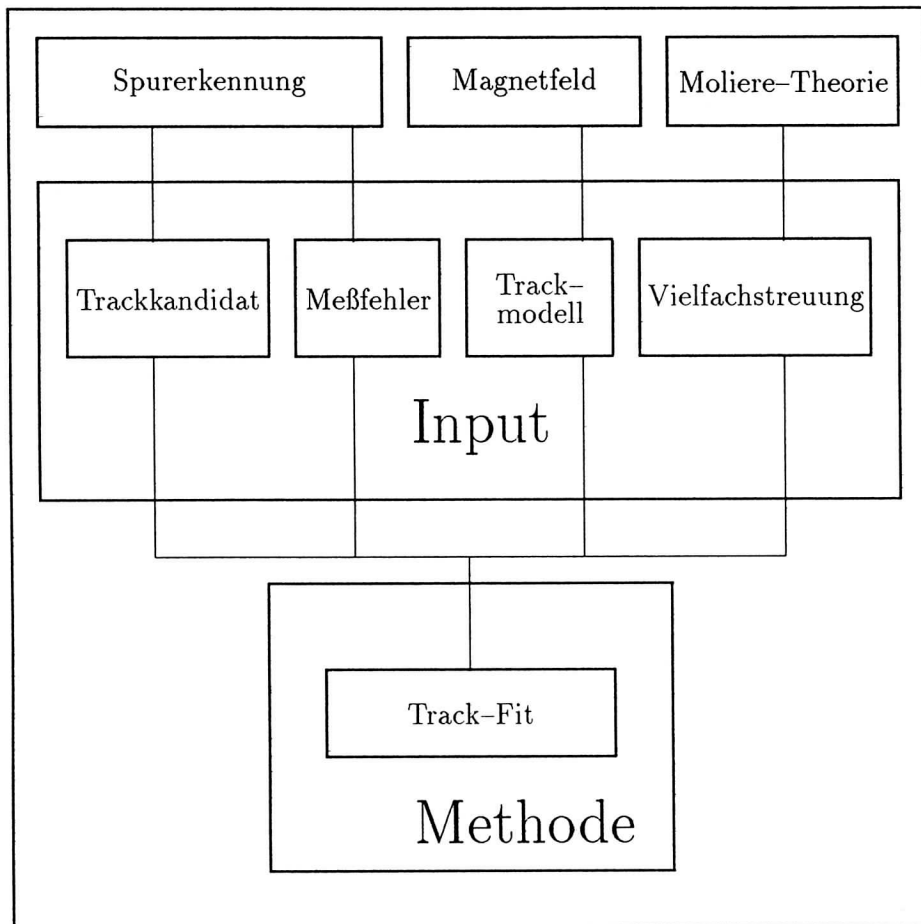 Spurerkennung
Magnetfeld
Moliere–Theorie
Trackkandidat
Meßfehler
Track–
modell
Vielfachstreuung
Input
Track–Fit
Methode